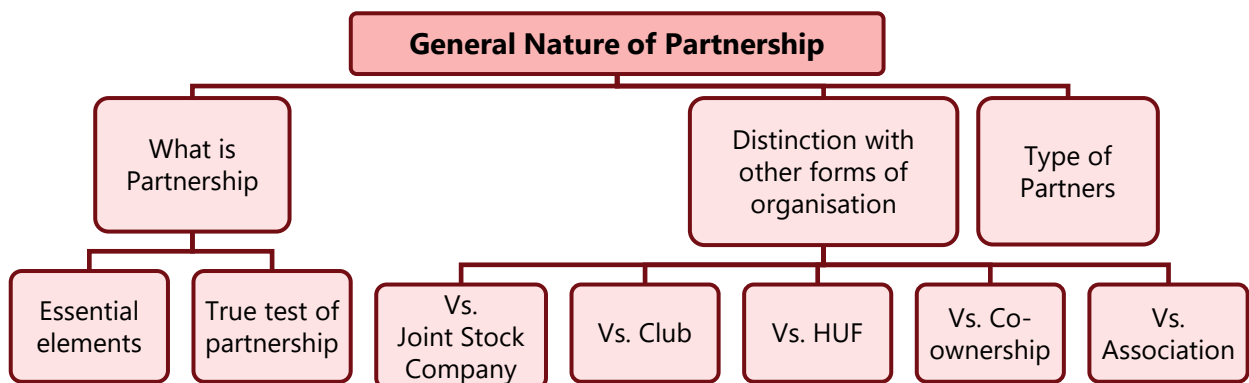 General Nature of Partnership
What is
Partnership
Distinction with
other forms of
organisation
Type of
Partners
Essential
elements
True test of
partnership
Vs.
Joint Stock
Company
Vs. Club
Vs. HUF
Vs. Co-
ownership
Vs.
Association